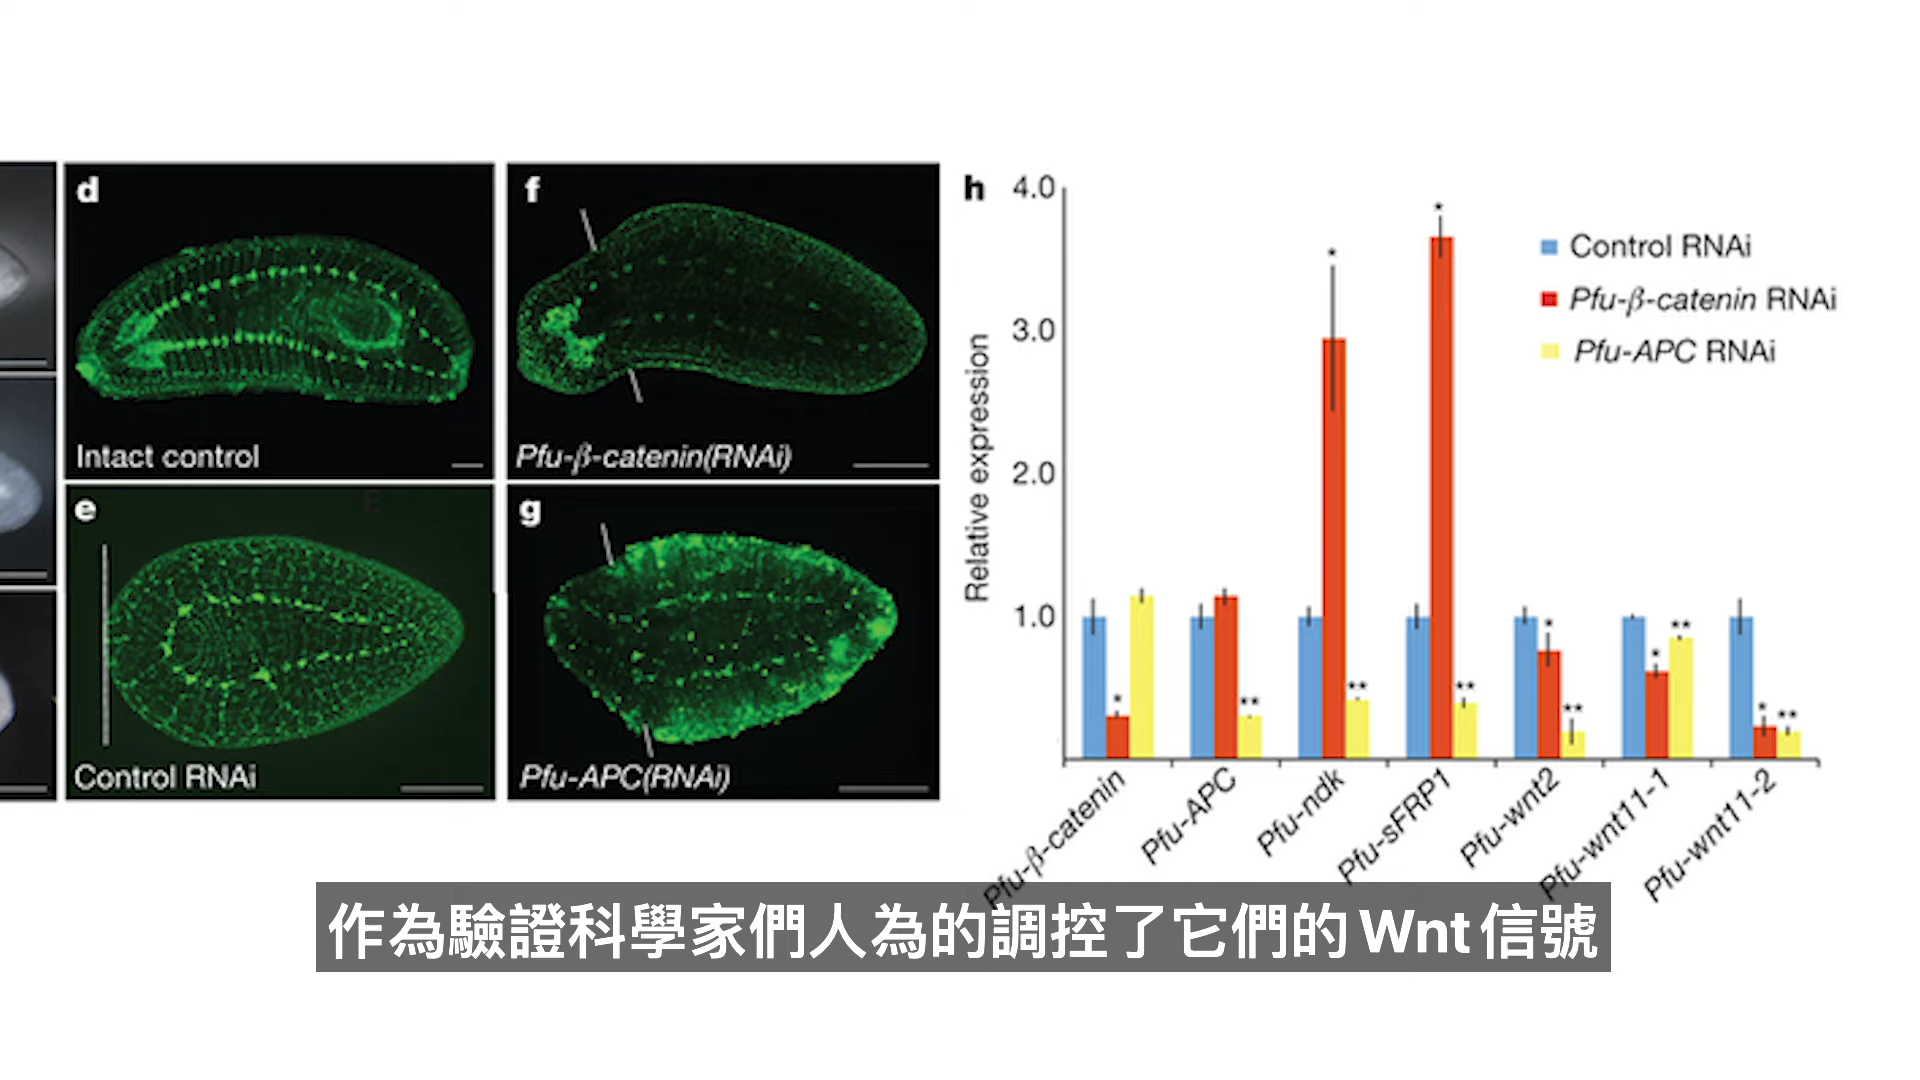 d
Intact control
f
Pfu-β-catenin(RNAi)
e
Control RNAi
g
Pfu-APC(RNAi)
h
Relative expression
4.0
3.0
2.0
1.0
Control RNAi
Pfu-β-catenin RNAi
Pfu-APC RNAi
*
**
*
**
*
**
*
**
*
**
*
**
Pfu-β-catenin
Pfu-APC
Pfu-ndk
Pfu-sFRP1
Pfu-wnt2
Pfu-wnt11-1
Pfu-wnt11-2
作為驗證科學家們人為的調控了它們的Wnt信號